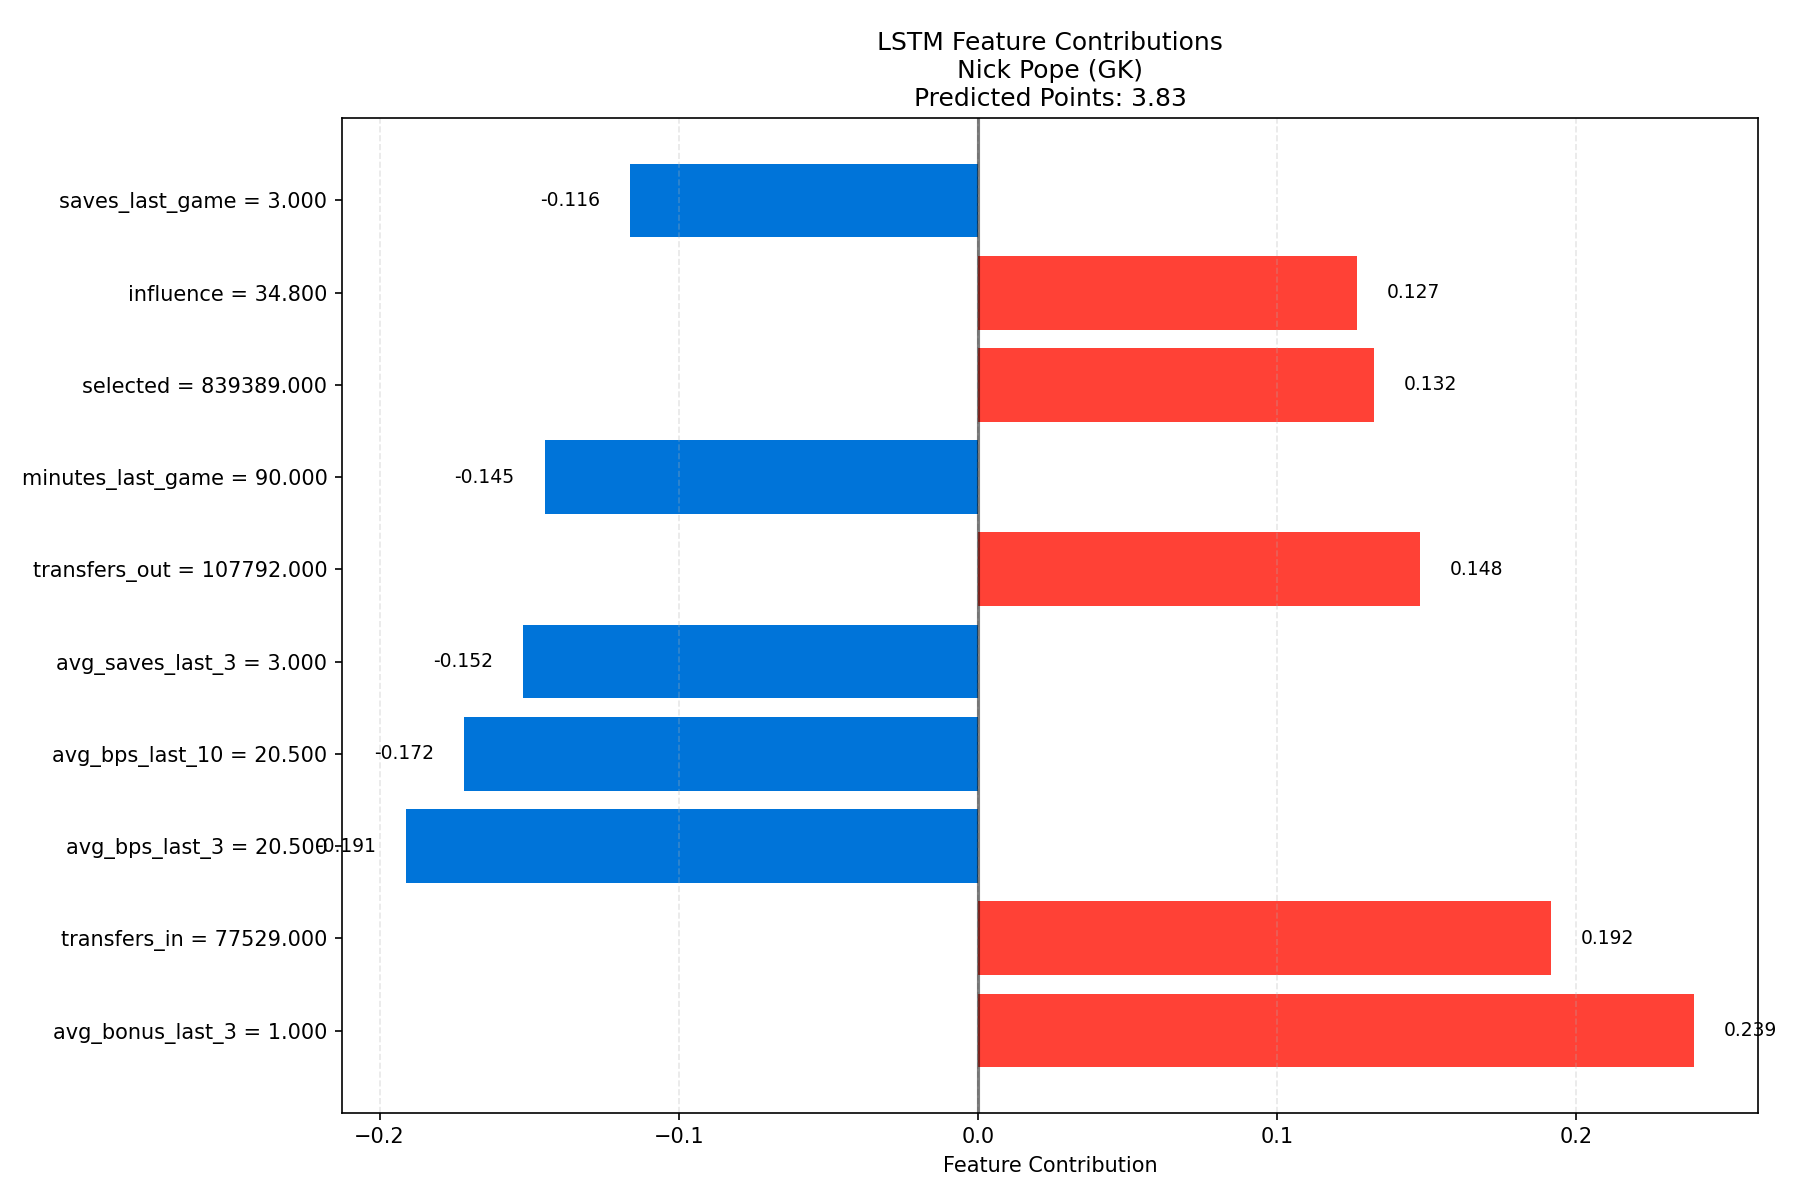 LSTM Feature Contributions
Nick Pope (GK)
Predicted Points: 3.83
saves_last_game = 3.000
-0.116
influence = 34.800
0.127
selected = 839389.000
0.132
minutes_last_game = 90.000
-0.145
transfers_out = 107792.000
0.148
avg_saves_last_3 = 3.000
-0.152
avg_bps_last_10 = 20.500
-0.172
avg_bps_last_3 = 20.500
-0.191
transfers_in = 77529.000
0.192
avg_bonus_last_3 = 1.000
0.239
−0.2 −0.1 0.0 0.1 0.2
Feature Contribution